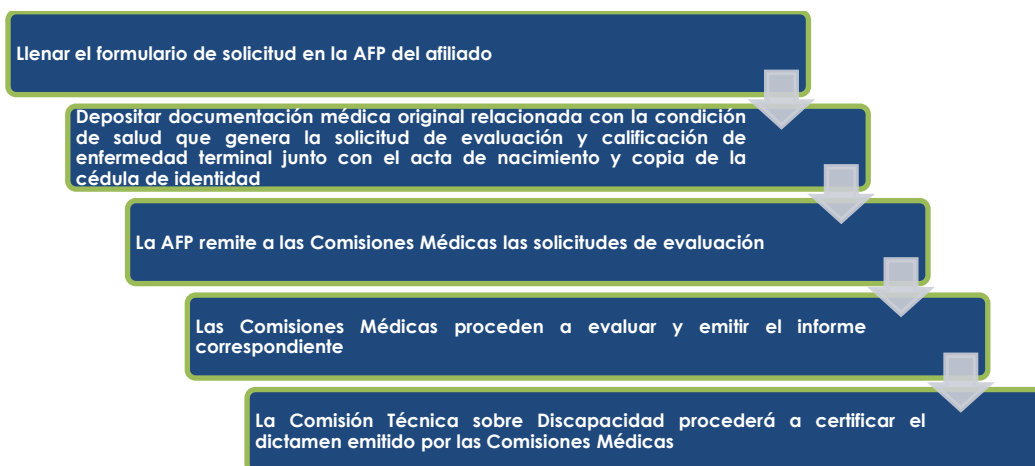 Llenar el formulario de solicitud en la AFP del afiliado
Depositar documentación médica original relacionada con la condición
de salud que genera la solicitud de evaluación y calificación de
enfermedad terminal junto con el acta de nacimiento y copia de la
cédula de identidad
La AFP remite a las Comisiones Médicas las solicitudes de evaluación
Las Comisiones Médicas proceden a evaluar y emitir el informe
correspondiente
La Comisión Técnica sobre Discapacidad procederá a certificar el
dictamen emitido por las Comisiones Médicas